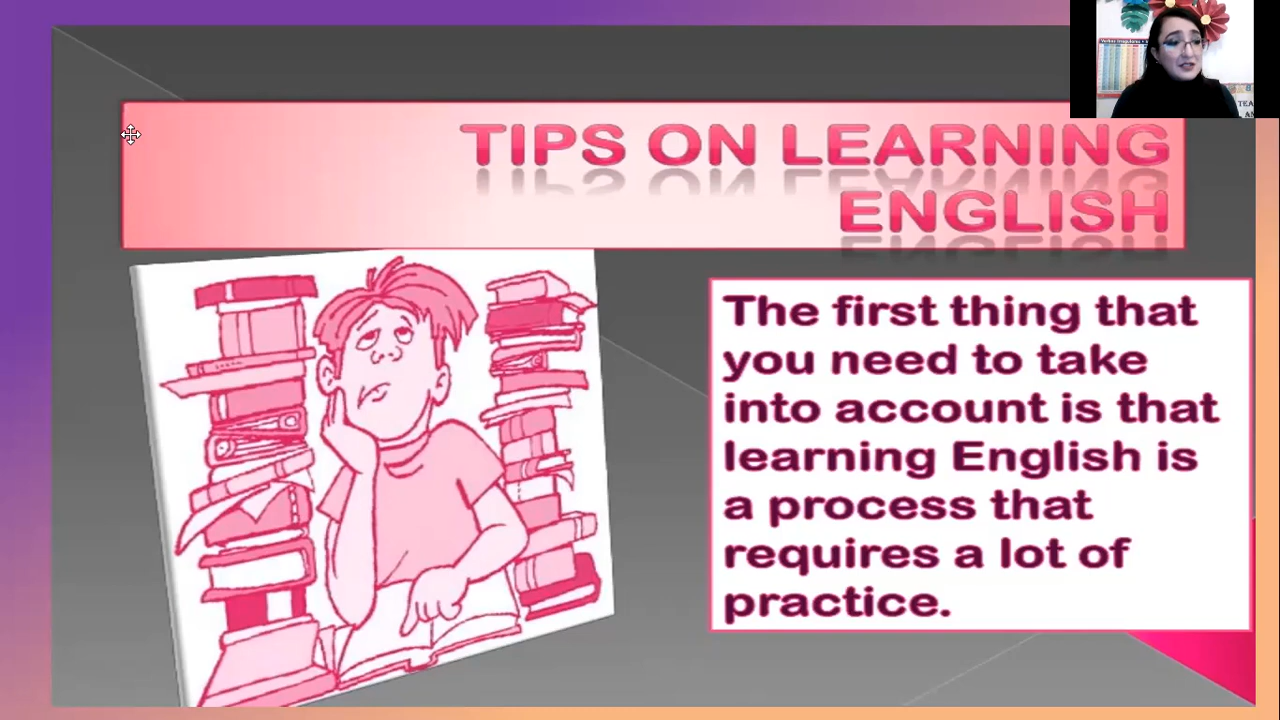 TIPS ON LEARNING
ENGLISH
The first thing that
you need to take
into account is that
learning English is
a process that
requires a lot of
practice.